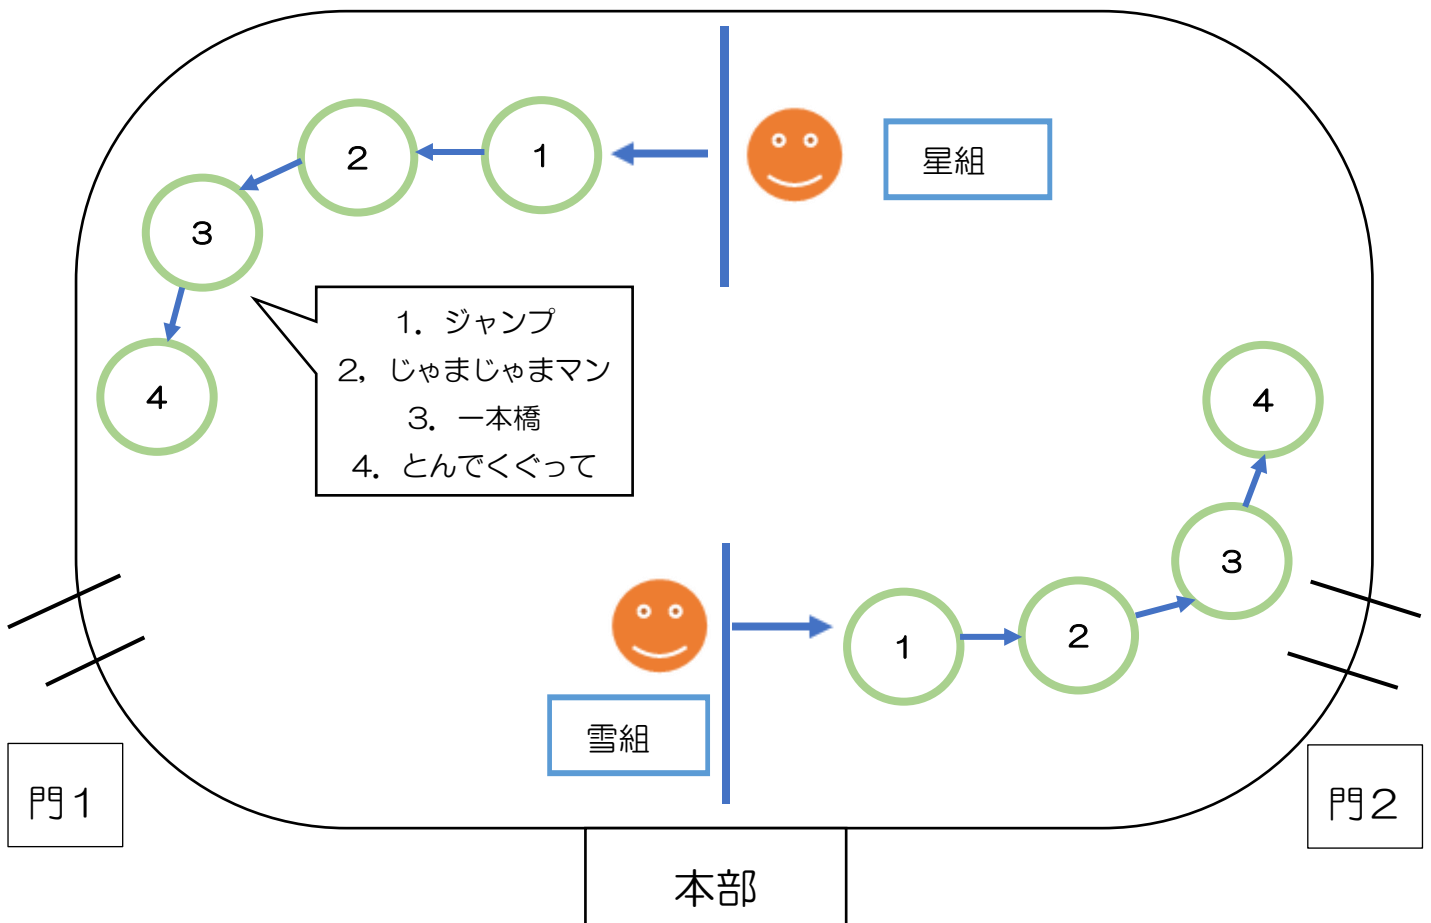 星組
1
2
3
4
１．ジャンプ
２，じゃまじゃまマン
３．一本橋
４．とんでくぐって
4
3
2
1
雪組
門１
門２
本部